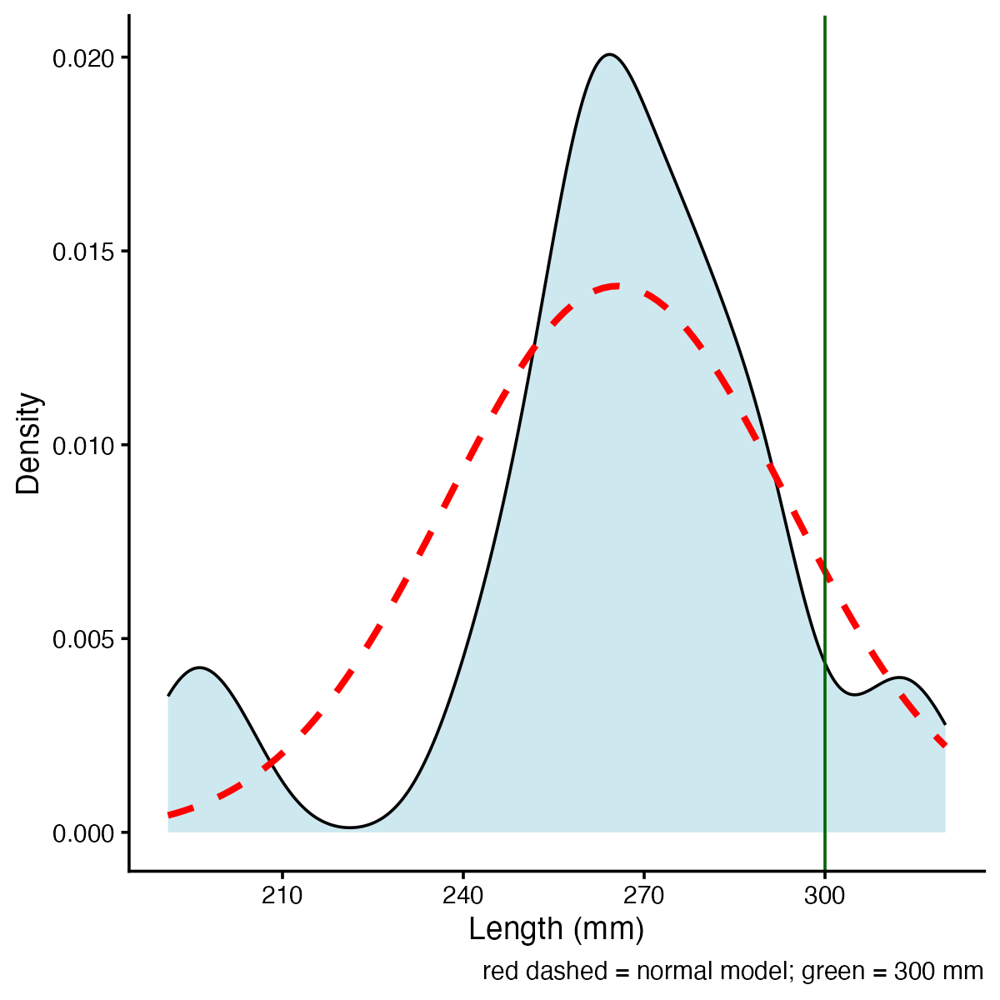 0.020
0.015
0.010
0.005
0.000
Density
210 240 270 300
Length (mm)
red dashed = normal model; green = 300 mm